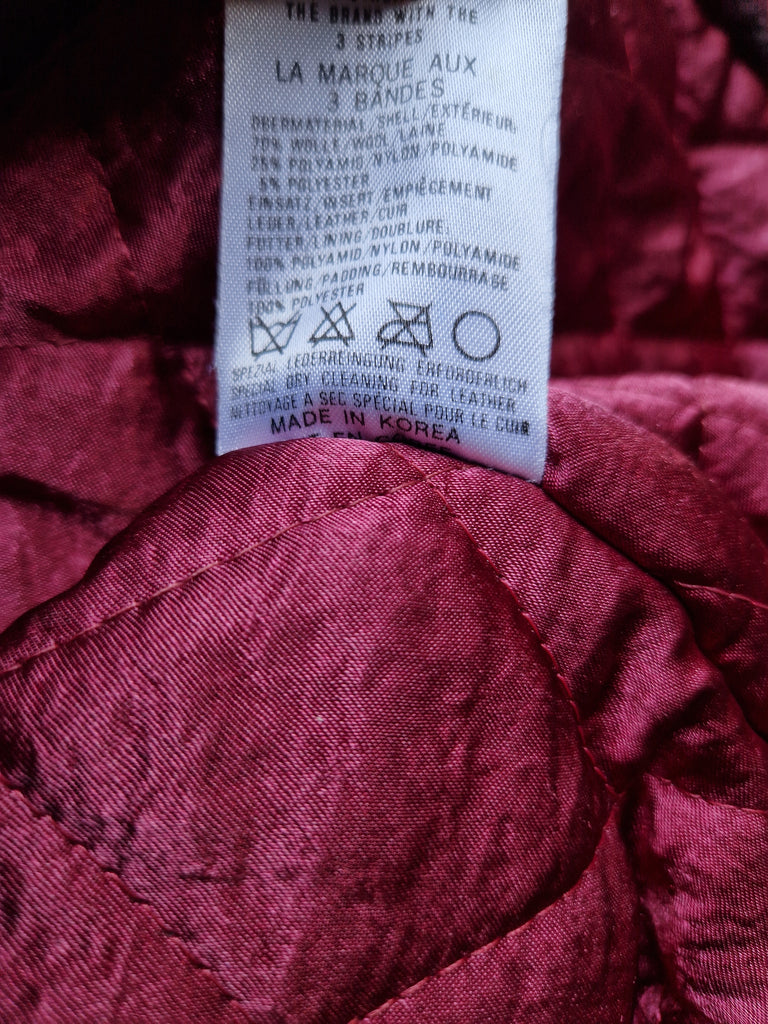 THE BRAND WITH THE
3 STRIPES
LA MARQUE AUX
3 BANDES
OBERMATERIAL, SHELL/EXTÉRIEUR:
70% WOLLE/WOOL/LAINE
25% POLYAMID/NYLON/POLYAMIDE
5% POLYESTER
EINSATZ/INSERT/EMPIÈCEMENT
LEDER/LEATHER/CUIR
FUTTER/LINING/DOUBLURE
100% POLYAMID/NYLON/POLYAMIDE
FÜLLUNG/PADDING/REMBOURRAGE
100% POLYESTER
SPEZIAL LEDERREINGUNG ERFORDERLICH
SPECIAL DRY CLEANING FOR LEATHER
NETTOYAGE A SEC SPECIAL POUR LE CUIR
MADE IN KOREA
EN